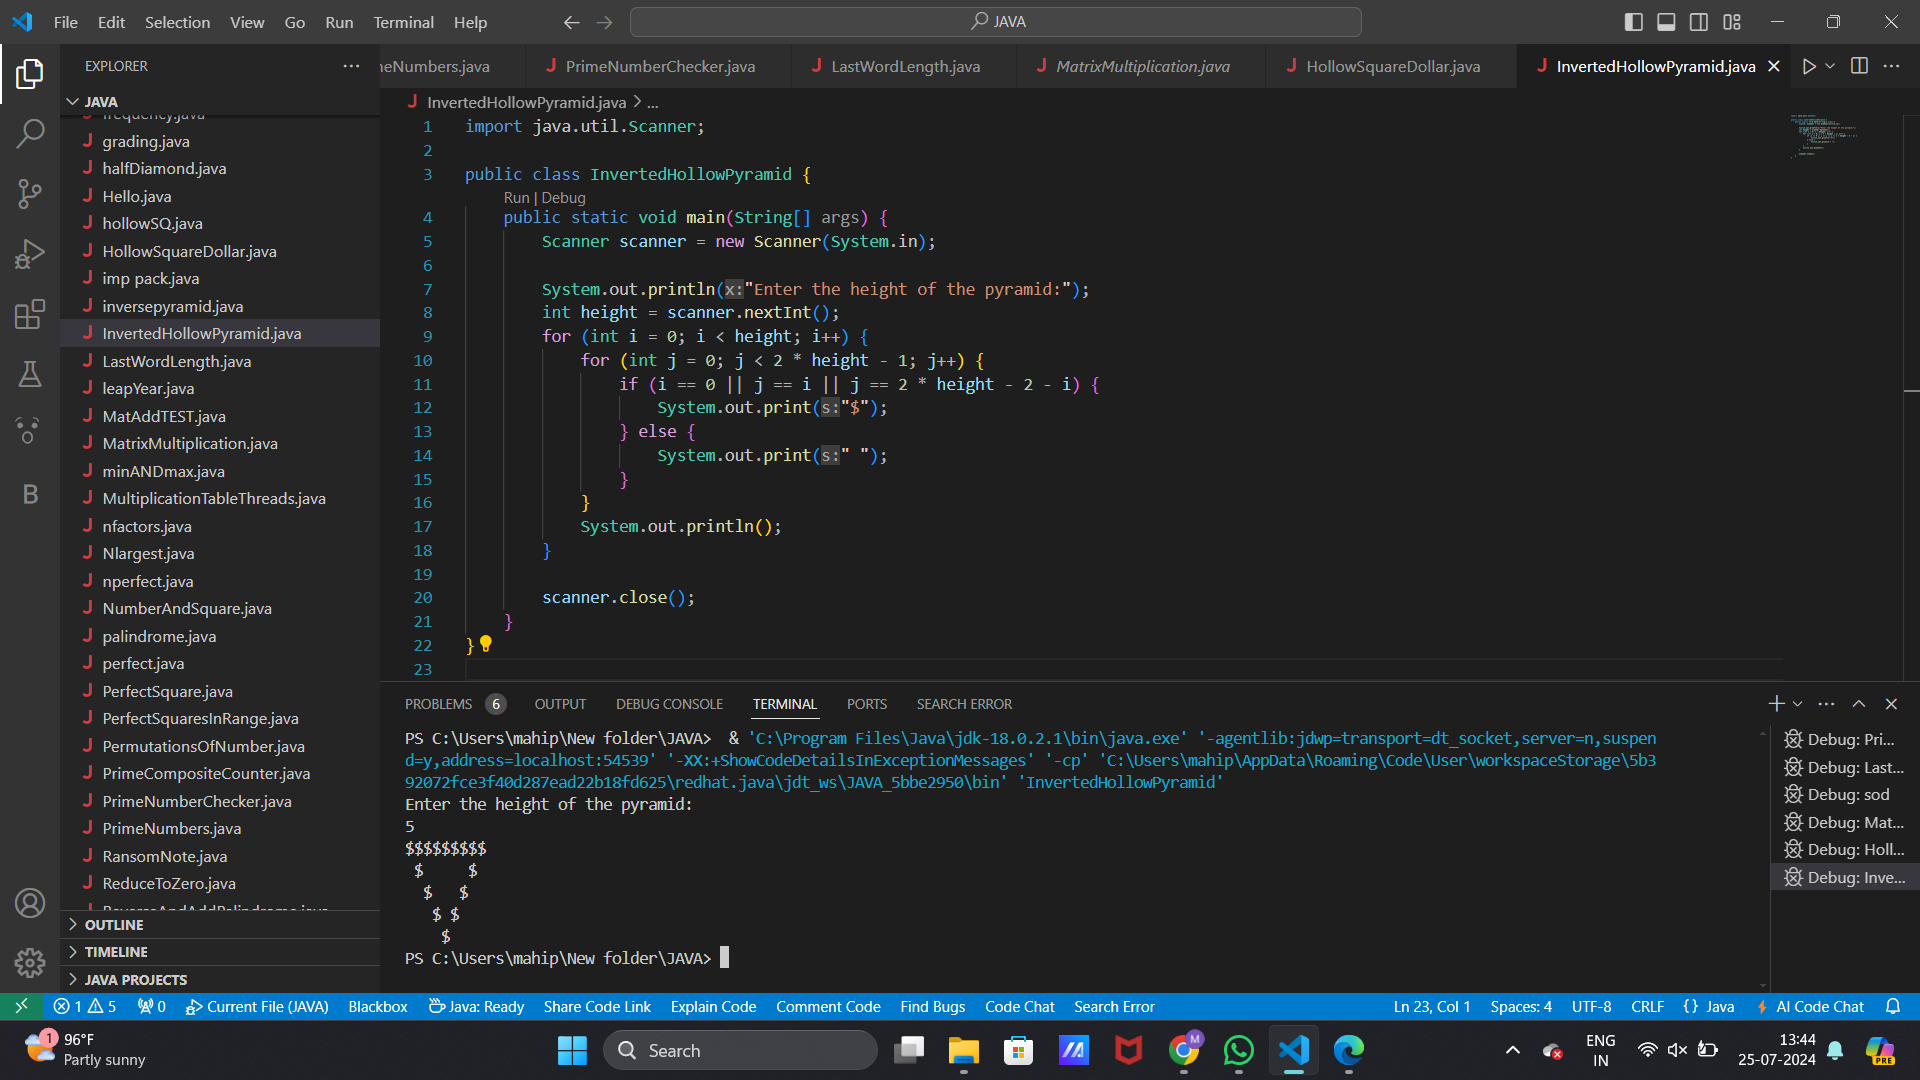 File Edit Selection View Go Run Terminal Help
JAVA
EXPLORER
JAVA
frequency.java
grading.java
halfDiamond.java
Hello.java
hollowSQ.java
HollowSquareDollar.java
imp pack.java
inversepyramid.java
InvertedHollowPyramid.java
LastWordLength.java
leapYear.java
MatAddTEST.java
MatrixMultiplication.java
minANDmax.java
MultiplicationTableThreads.java
nfactors.java
Nlargest.java
nperfect.java
NumberAndSquare.java
palindrome.java
perfect.java
PerfectSquare.java
PerfectSquaresInRange.java
PermutationsOfNumber.java
PrimeCompositeCounter.java
PrimeNumberChecker.java
PrimeNumbers.java
RansomNote.java
ReduceToZero.java
ReverseAndAddPalindrome.java
OUTLINE
TIMELINE
JAVA PROJECTS
neNumbers.java PrimeNumberChecker.java LastWordLength.java MatrixMultiplication.java HollowSquareDollar.java InvertedHollowPyramid.java
InvertedHollowPyramid.java > ...
1 import java.util.Scanner;
2
3 public class InvertedHollowPyramid {
Run | Debug
4 public static void main(String[] args) {
5 Scanner scanner = new Scanner(System.in);
6
7 System.out.println(x:"Enter the height of the pyramid:");
8 int height = scanner.nextInt();
9 for (int i = 0; i < height; i++) {
10 for (int j = 0; j < 2 * height - 1; j++) {
11 if (i == 0 || j == i || j == 2 * height - 2 - i) {
12 System.out.print(s:"$");
13 } else {
14 System.out.print(s:" ");
15 }
16 }
17 System.out.println();
18 }
19
20 scanner.close();
21 }
22 }
23
PROBLEMS 6 OUTPUT DEBUG CONSOLE TERMINAL PORTS SEARCH ERROR
PS C:\Users\mahip\New folder\JAVA> & 'C:\Program Files\Java\jdk-18.0.2.1\bin\java.exe' '-agentlib:jdwp=transport=dt_socket,server=n,suspen
d=y,address=localhost:54539' '-XX:+ShowCodeDetailsInExceptionMessages' '-cp' 'C:\Users\mahip\AppData\Roaming\Code\User\workspaceStorage\5b3
92072fce3f40d287ead22b18fd625\redhat.java\jdt_ws\JAVA_5bbe2950\bin' 'InvertedHollowPyramid'
Enter the height of the pyramid:
5
$$$$$$$$$
 $     $
  $   $
   $ $
    $
PS C:\Users\mahip\New folder\JAVA>
Debug: Pri...
Debug: Last...
Debug: sod
Debug: Mat...
Debug: Holl...
Debug: Inve...
1 5 0 Current File (JAVA) Blackbox Java: Ready Share Code Link Explain Code Comment Code Find Bugs Code Chat Search Error Ln 23, Col 1 Spaces: 4 UTF-8 CRLF {} Java AI Code Chat
1 96°F
Partly sunny
Search
M
ENG
IN
13:44
25-07-2024
PRE